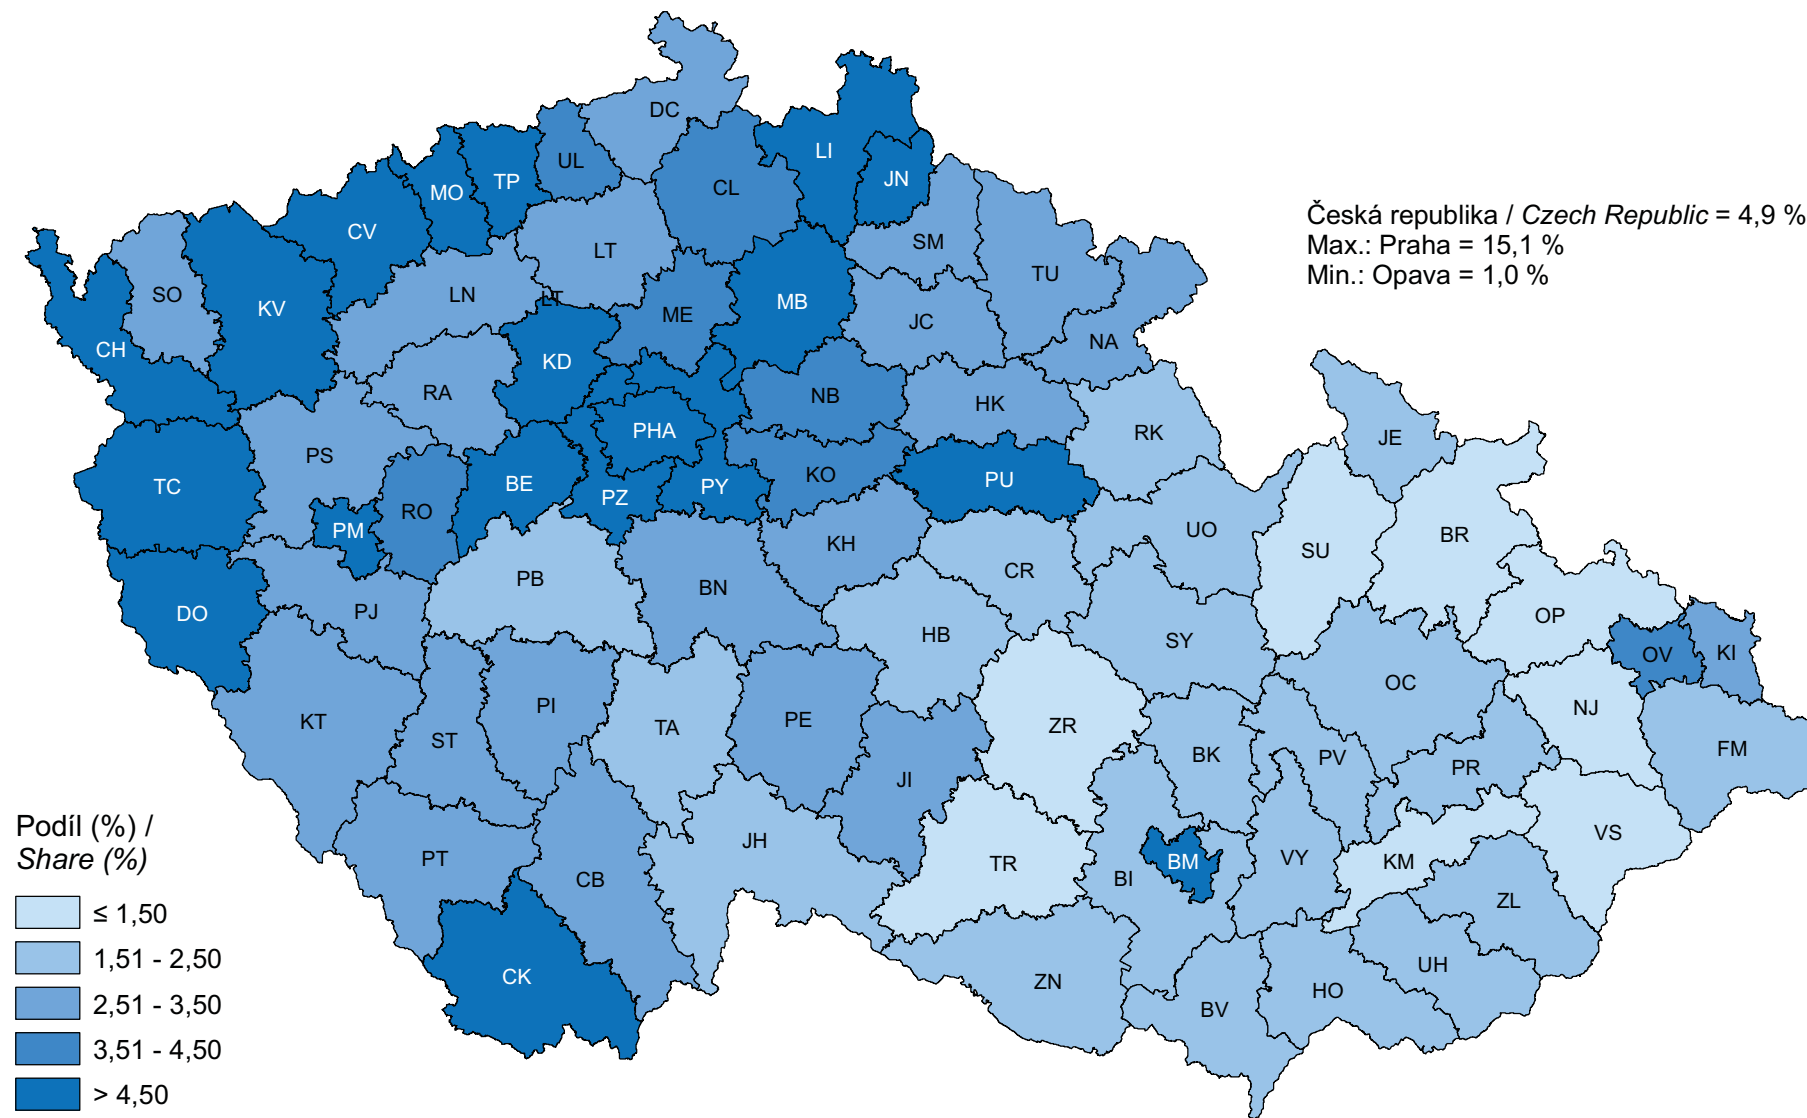 DC
UL
LI
TP
MO
CL
JN
CV
Česká republika / Czech Republic = 4,9 %
Max.: Praha = 15,1 %
Min.: Opava = 1,0 %
SM
LT
TU
SO
LN
LT
KV
ME
MB
JC
NA
CH
KD
RA
NB
HK
PHA
RK
JE
PS
TC
BE
PZ
PY
KO
PU
RO
PM
UO
SU
BR
KH
CR
PB
BN
DO
PJ
HB
SY
OP
OV
KI
OC
KT
ST
PI
TA
PE
ZR
NJ
BK
PV
PR
FM
JI
Podíl (%) /
Share (%)
≤ 1,50
1,51 - 2,50
2,51 - 3,50
3,51 - 4,50
> 4,50
PT
CB
JH
TR
BI
BM
VY
KM
VS
ZL
CK
ZN
BV
HO
UH